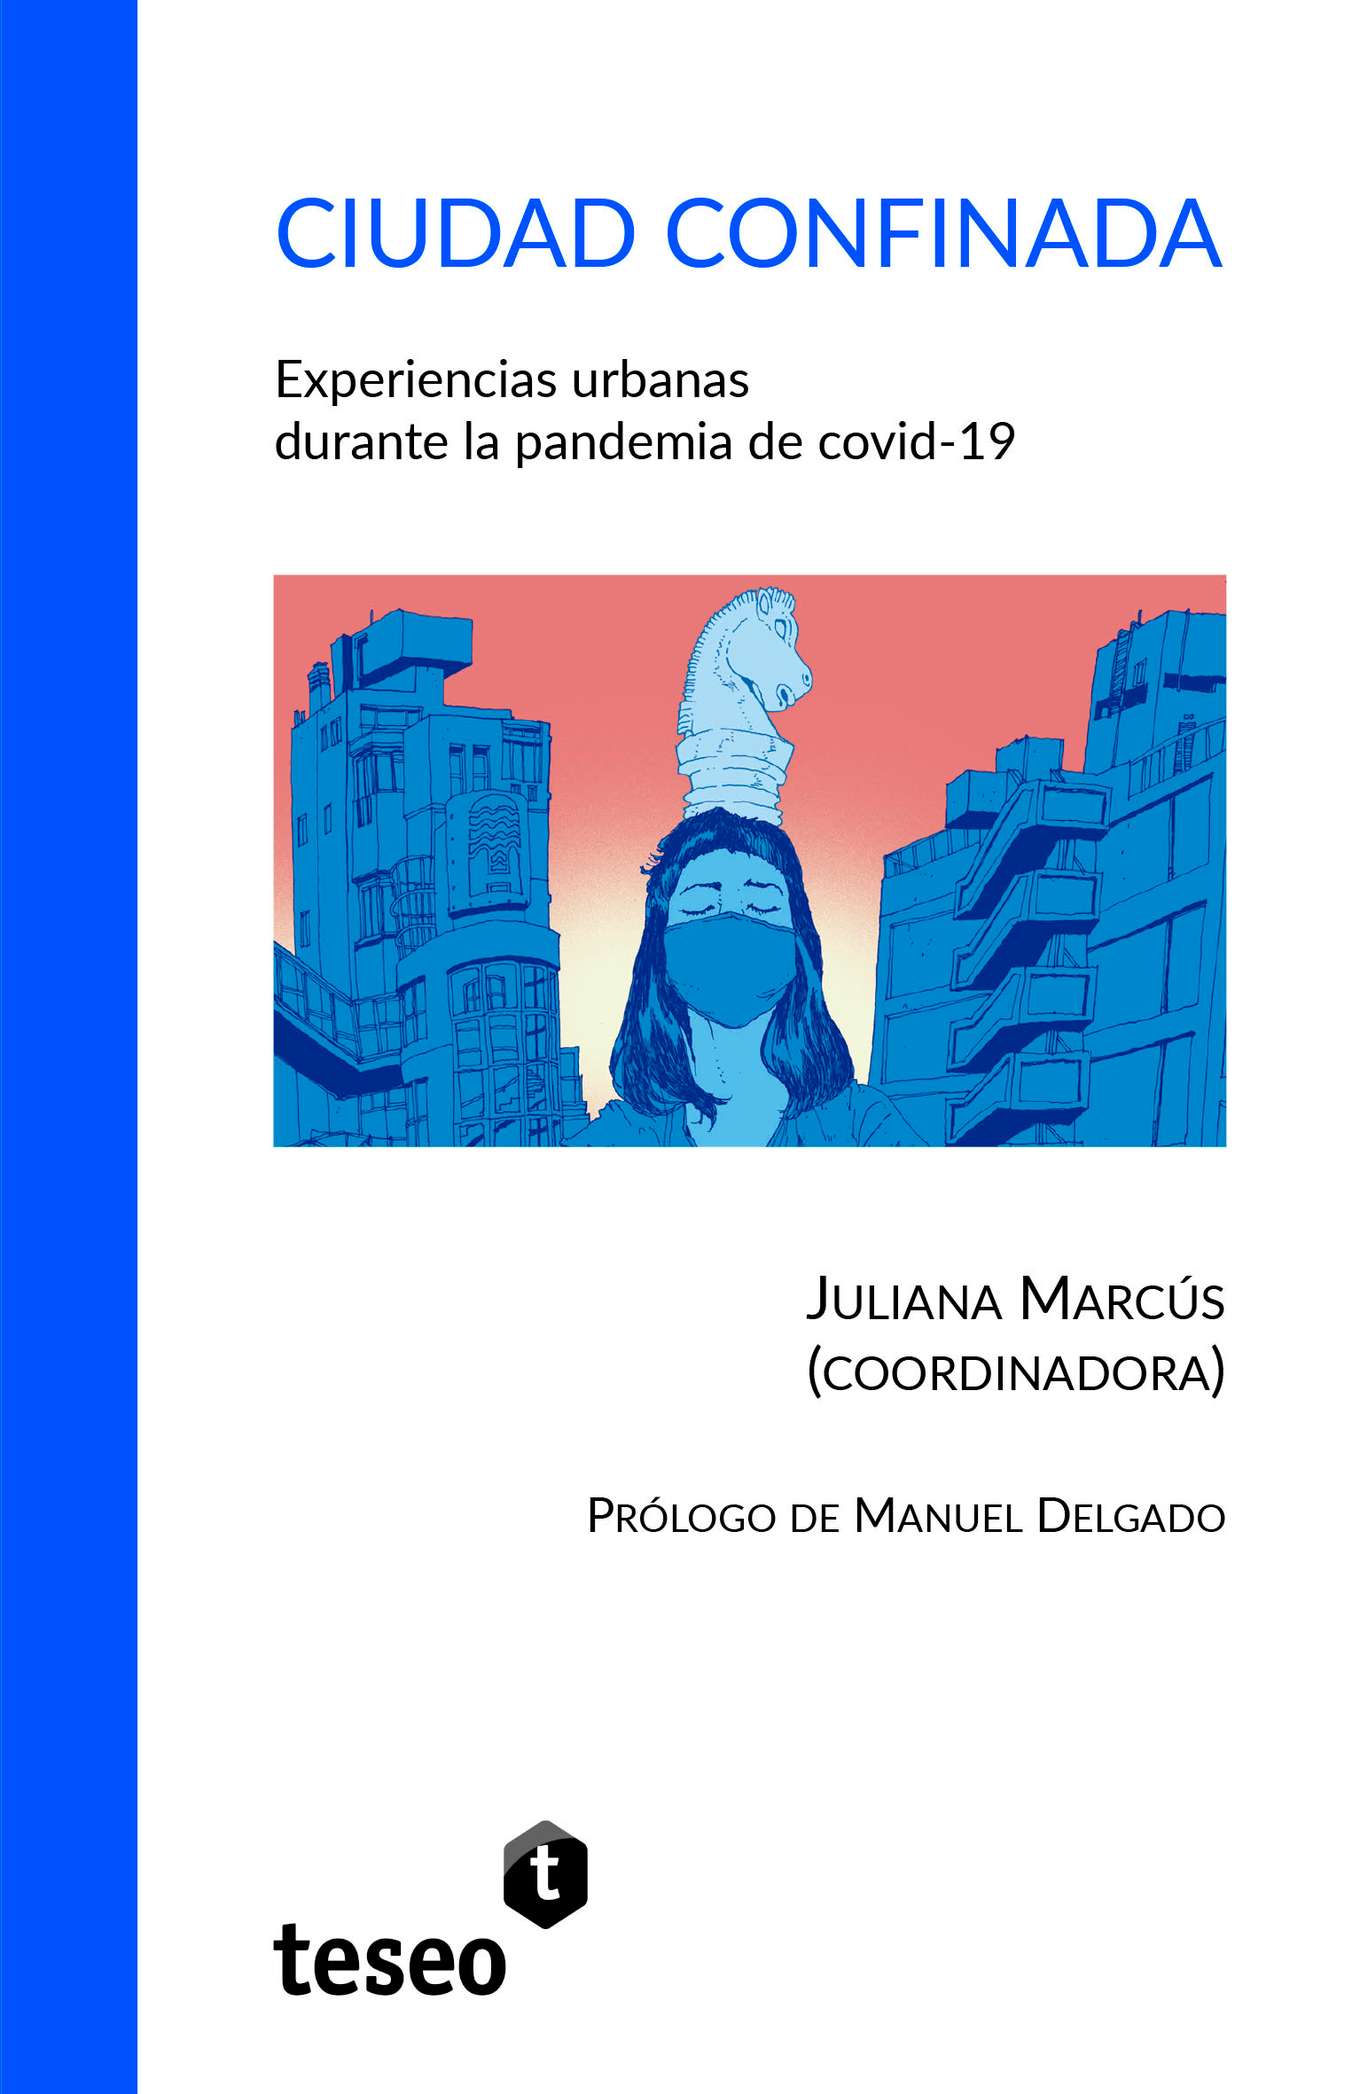 CIUDAD CONFINADA
Experiencias urbanas
durante la pandemia de covid-19
JULIANA MARCÚS
(COORDINADORA)
PRÓLOGO DE MANUEL DELGADO
t
teseo